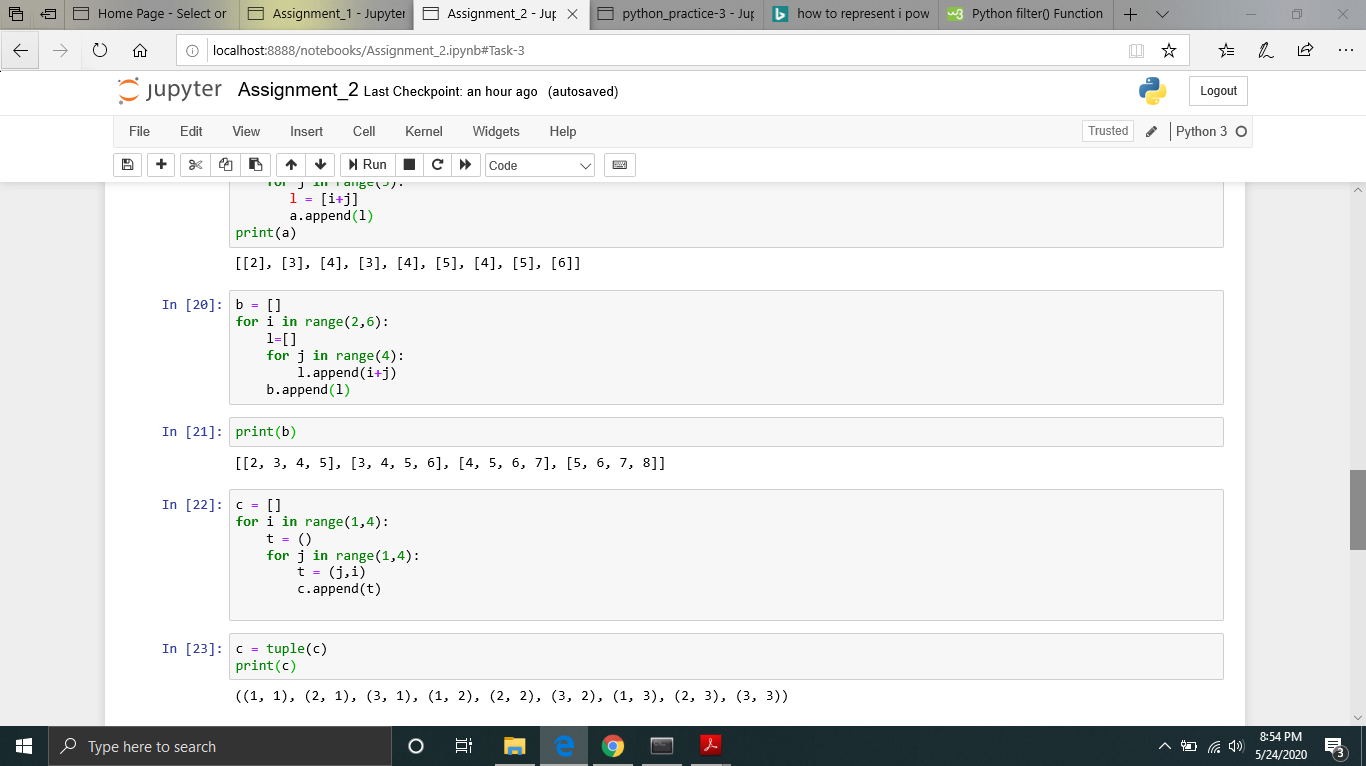 Home Page - Select or
Assignment_1 - Jupyter
Assignment_2 - Jup
python_practice-3 - Jup
how to represent i pow
Python filter() Function
localhost:8888/notebooks/Assignment_2.ipynb#Task-3
jupyter Assignment_2 Last Checkpoint: an hour ago (autosaved)
Logout
File Edit View Insert Cell Kernel Widgets Help
Trusted Python 3
Run Code
for j in range(3):
l = [i+j]
a.append(l)
print(a)
[[2], [3], [4], [3], [4], [5], [4], [5], [6]]
In [20]: b = []
for i in range(2,6):
l=[]
for j in range(4):
l.append(i+j)
b.append(l)
In [21]: print(b)
[[2, 3, 4, 5], [3, 4, 5, 6], [4, 5, 6, 7], [5, 6, 7, 8]]
In [22]: c = []
for i in range(1,4):
t = ()
for j in range(1,4):
t = (j,i)
c.append(t)
In [23]: c = tuple(c)
print(c)
((1, 1), (2, 1), (3, 1), (1, 2), (2, 2), (3, 2), (1, 3), (2, 3), (3, 3))
Type here to search
8:54 PM
5/24/2020
3